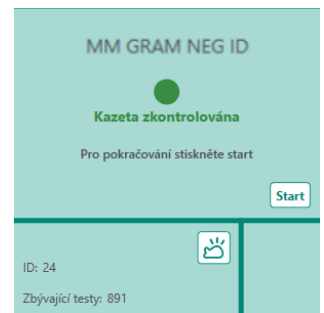 MM GRAM NEG ID
Kazeta zkontrolována
Pro pokračování stiskněte start
Start
ID: 24
Zbývající testy: 891